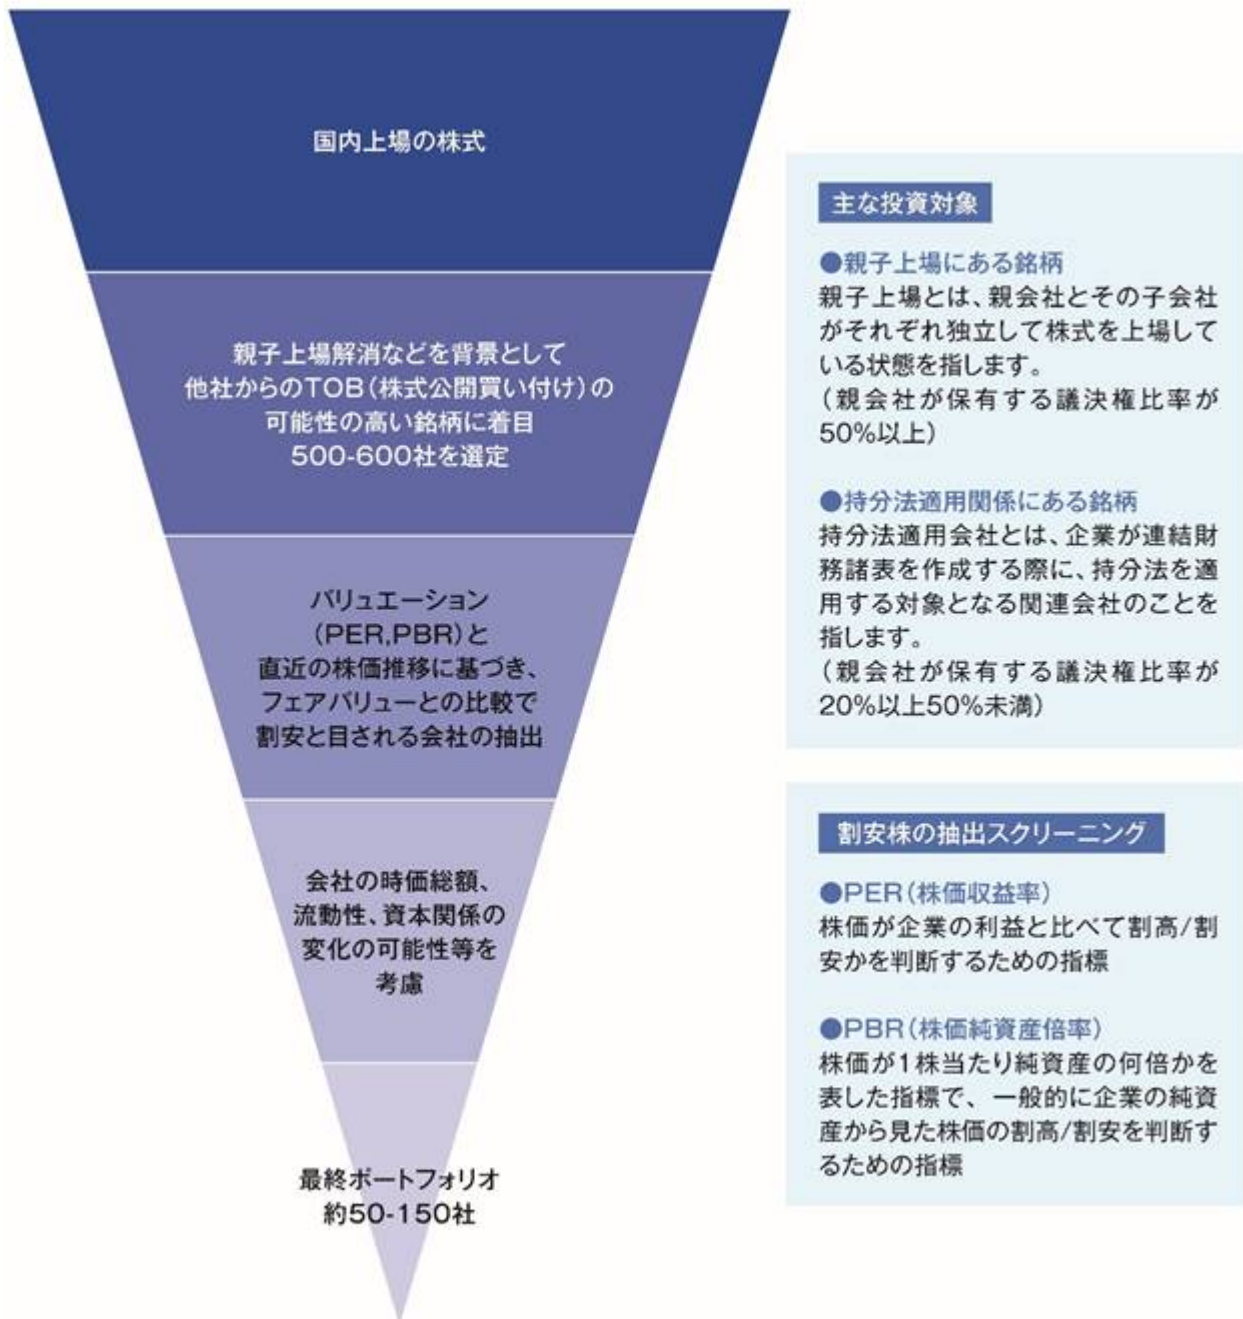 国内上場の株式
親子上場解消などを背景として
他社からのTOB（株式公開買い付け）の
可能性の高い銘柄に着目
500-600社を選定
バリュエーション
（PER,PBR）と
直近の株価推移に基づき、
フェアバリューとの比較で
割安と目される会社の抽出
会社の時価総額、
流動性、資本関係の
変化の可能性等を
考慮
最終ポートフォリオ
約50-150社
主な投資対象
●親子上場にある銘柄
親子上場とは、親会社とその子会社
がそれぞれ独立して株式を上場して
いる状態を指します。
（親会社が保有する議決権比率が
50%以上）
●持分法適用関係にある銘柄
持分法適用会社とは、企業が連結財
務諸表を作成する際に、持分法を適
用する対象となる関連会社のことを
指します。
（親会社が保有する議決権比率が
20%以上50%未満）
割安株の抽出スクリーニング
●PER（株価収益率）
株価が企業の利益と比べて割高/割
安かを判断するための指標
●PBR（株価純資産倍率）
株価が1株当たり純資産の何倍かを
表した指標で、一般的に企業の純資
産から見た株価の割高/割安を判断す
るための指標